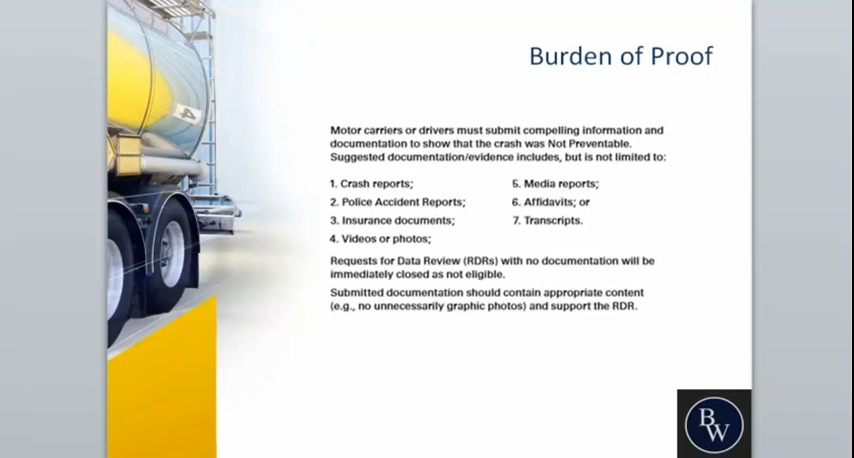 Burden of Proof
Motor carriers or drivers must submit compelling information and
documentation to show that the crash was Not Preventable.
Suggested documentation/evidence includes, but is not limited to:
1. Crash reports;
2. Police Accident Reports;
3. Insurance documents;
4. Videos or photos;
5. Media reports;
6. Affidavits; or
7. Transcripts.
Requests for Data Review (RDRs) with no documentation will be
immediately closed as not eligible.
Submitted documentation should contain appropriate content
(e.g., no unnecessarily graphic photos) and support the RDR.
4
BW